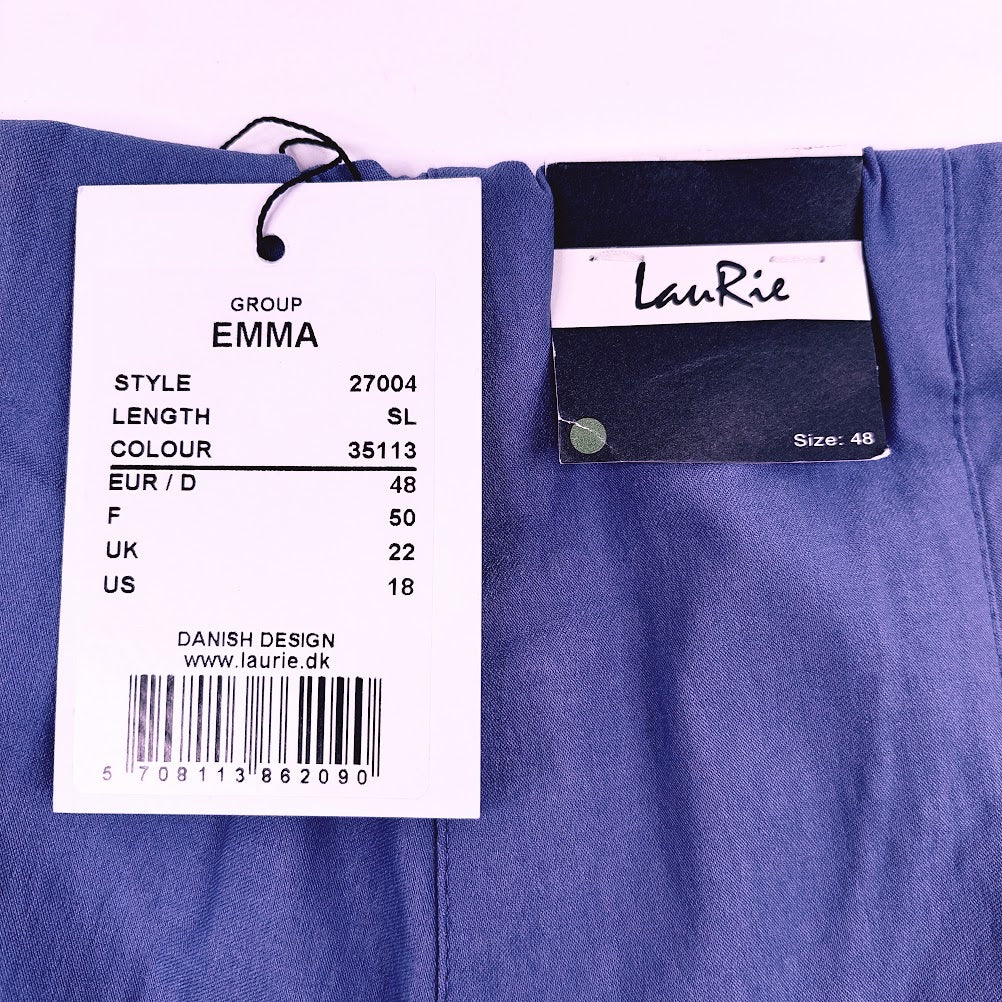 GROUP
EMMA
STYLE 27004
LENGTH SL
COLOUR 35113
EUR / D 48
F 50
UK 22
US 18
DANISH DESIGN
www.laurie.dk
5 708113 862090
LauRie
Size: 48